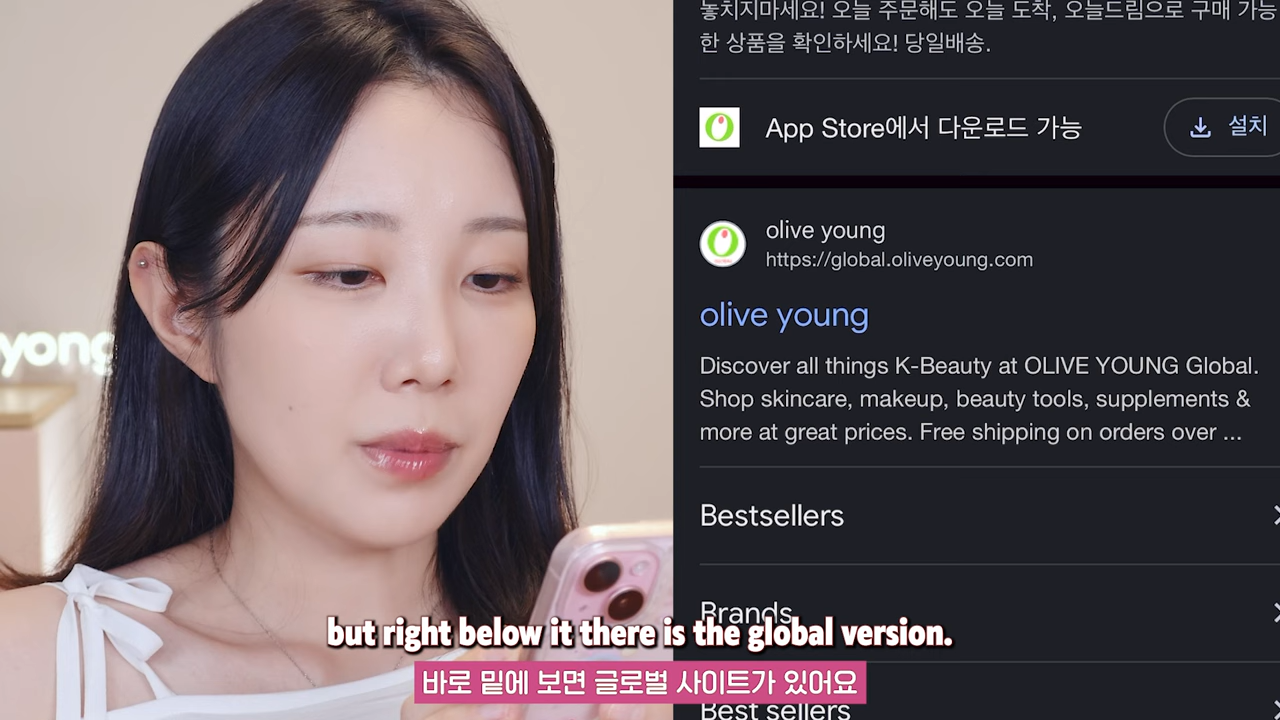 놓치지마세요! 오늘 주문해도 오늘 도착, 오늘드림으로 구매 가능
한 상품을 확인하세요! 당일배송.
App Store에서 다운로드 가능
설치
olive young
https://global.oliveyoung.com
olive young
Discover all things K-Beauty at OLIVE YOUNG Global.
Shop skincare, makeup, beauty tools, supplements &
more at great prices. Free shipping on orders over ...
Bestsellers
Brands
Best sellers
yong
but right below it there is the global version.
바로 밑에 보면 글로벌 사이트가 있어요